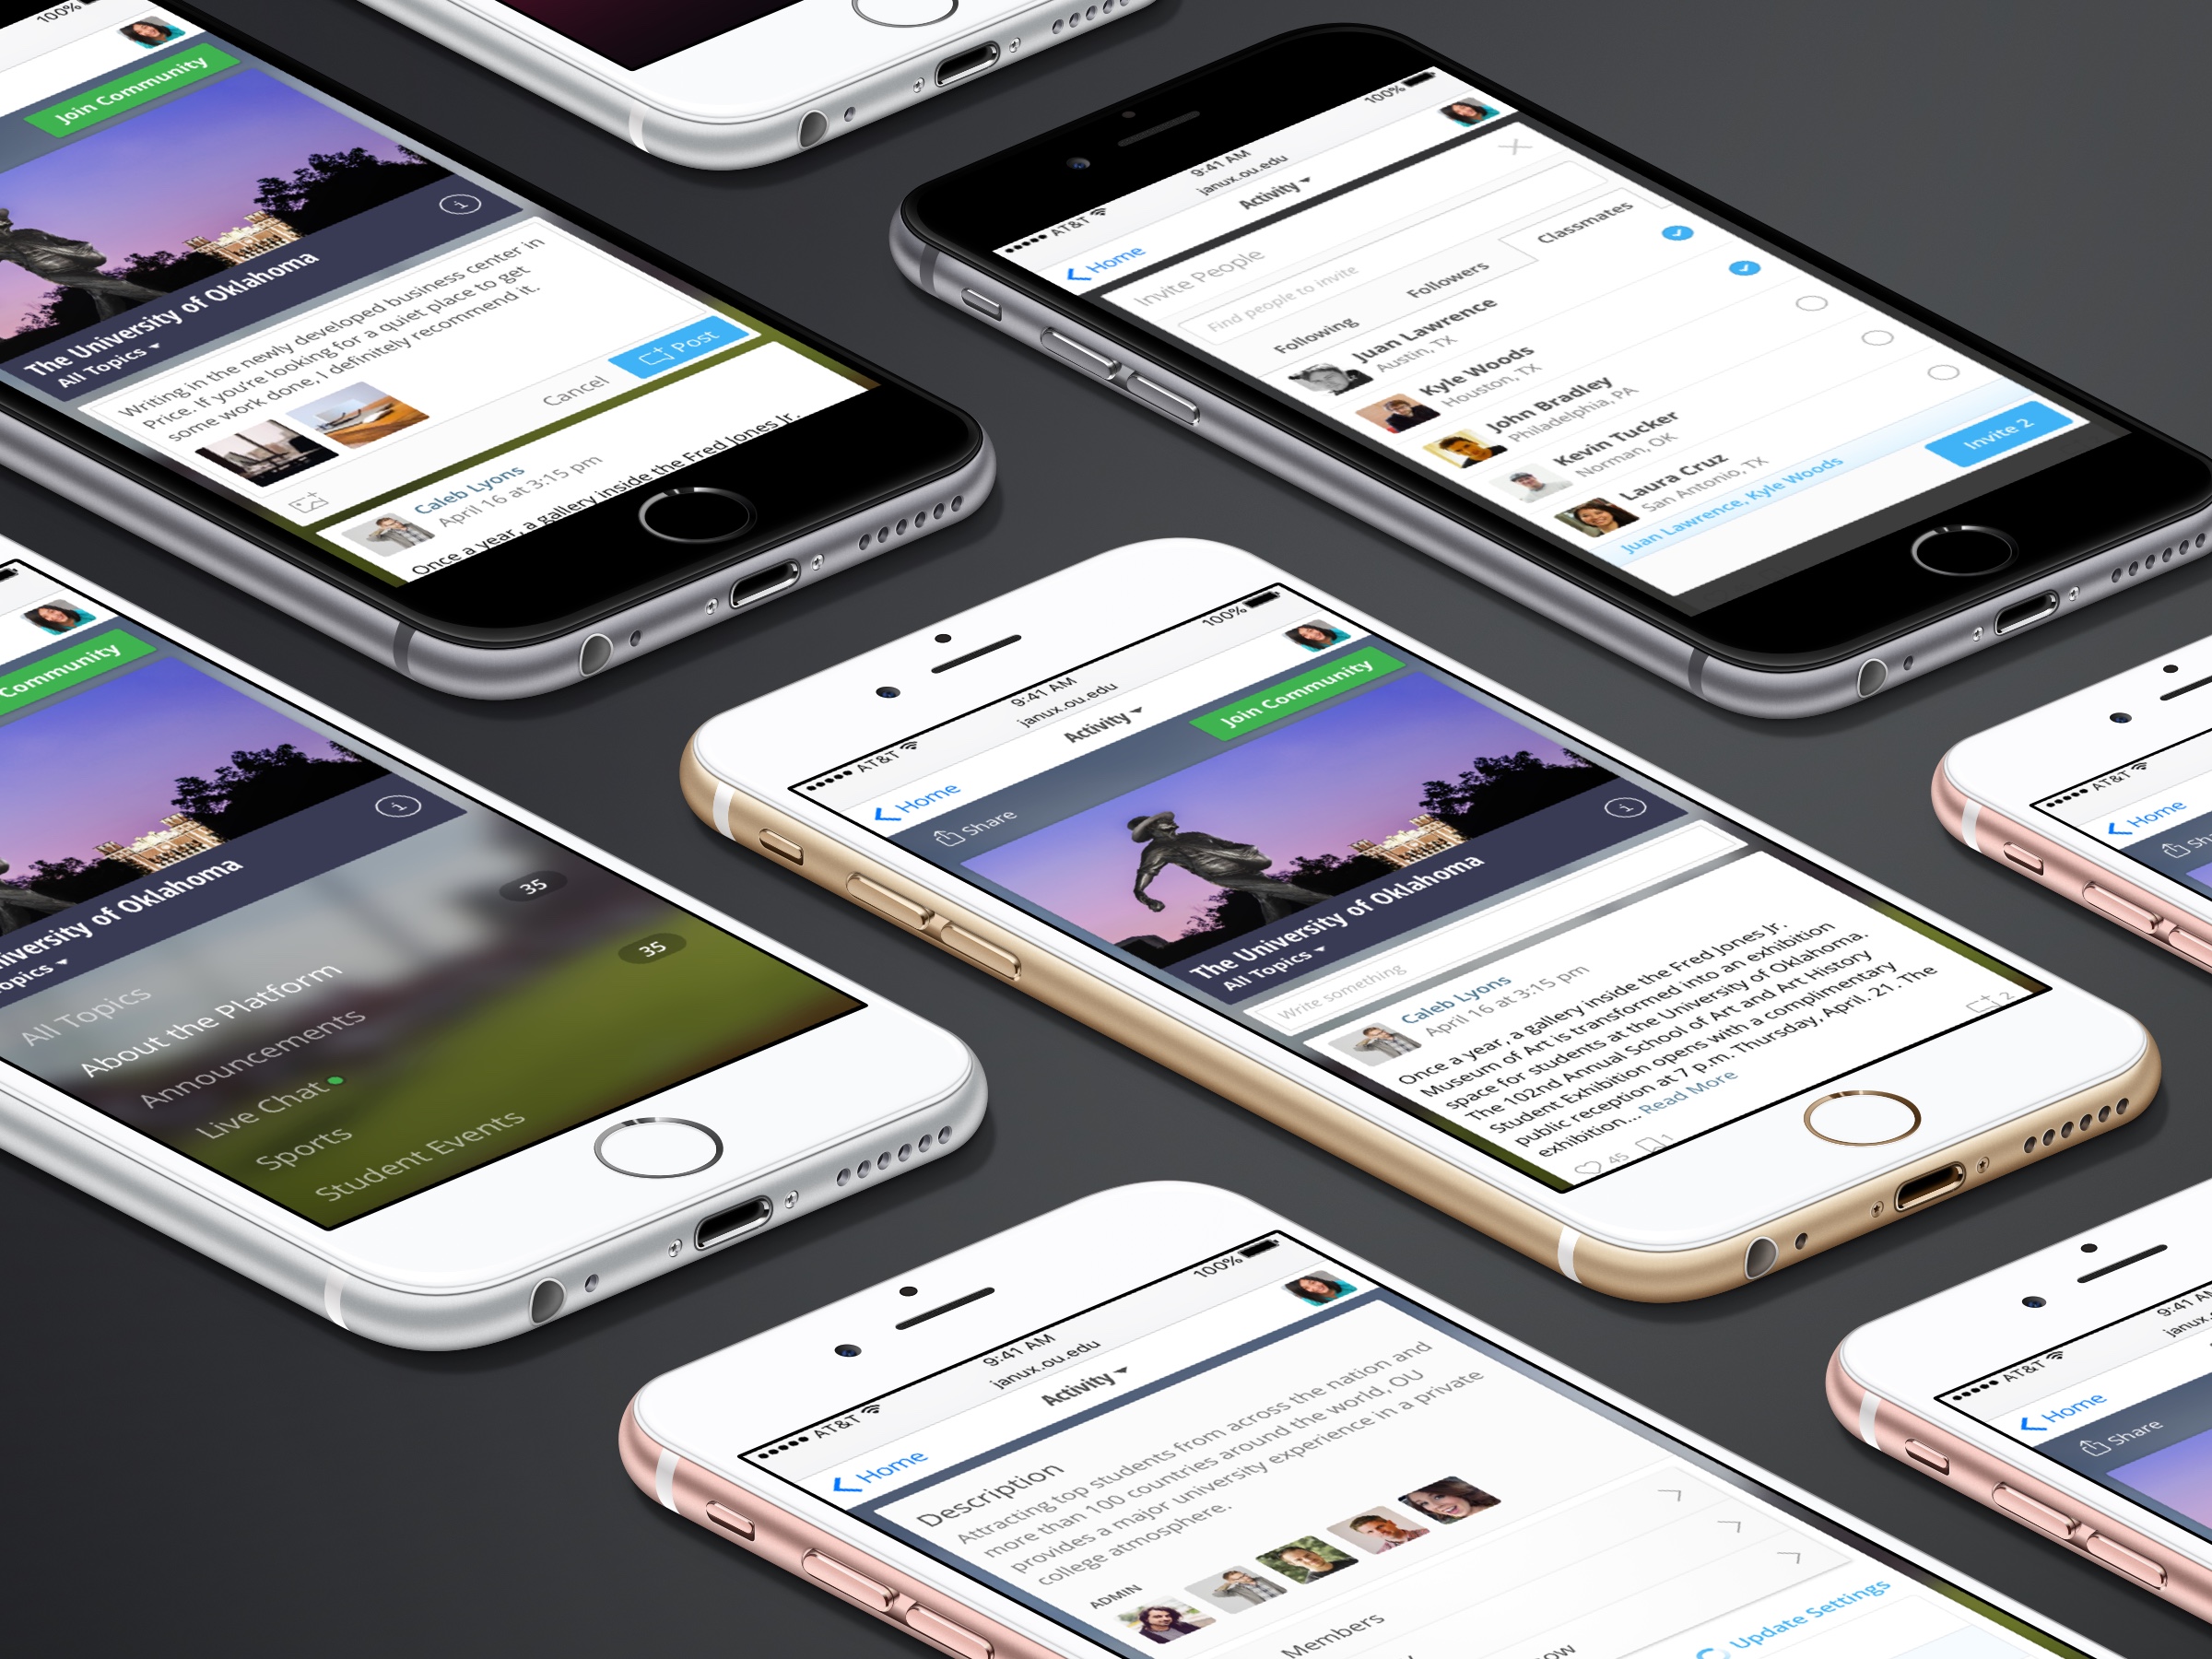 100%
Join Community
The University of Oklahoma
All Topics
Writing in the newly developed business center in
Price. If you're looking for a quiet place to get
some work done, I definitely recommend it.
Cancel
Post
Caleb Lyons
April 16 at 3:15 pm
Once a year, a gallery inside the Fred Jones Jr.
AT&T
9:41 AM
100%
janux.ou.edu
Home
Activity
Invite People
Find people to invite
Following
Followers
Classmates
Juan Lawrence
Austin, TX
Kyle Woods
Houston, TX
John Bradley
Philadelphia, PA
Kevin Tucker
Norman, OK
Laura Cruz
San Antonio, TX
Juan Lawrence, Kyle Woods
Invite 2
Community
niversity of Oklahoma
opics
All Topics
About the Platform
35
Announcements
35
Live Chat
Sports
Student Events
AT&T
9:41 AM
100%
janux.ou.edu
Home
Activity
Share
Join Community
The University of Oklahoma
All Topics
Write something
Caleb Lyons
April 16 at 3:15 pm
Once a year, a gallery inside the Fred Jones Jr.
Museum of Art is transformed into an exhibition
space for students at the University of Oklahoma.
The 102nd Annual School of Art and Art History
Student Exhibition opens with a complimentary
public reception at 7 p.m. Thursday, April. 21. The
exhibition... Read More
45
1
2
AT&T
Home
Sh
AT&T
9:41 AM
100%
janux.ou.edu
Home
Activity
Description
Attracting top students from across the nation and
more than 100 countries around the world, OU
provides a major university experience in a private
college atmosphere.
ADMIN
Members
ow
Update Settings
AT&T
9:41 AM
janux.ou
Home
Share